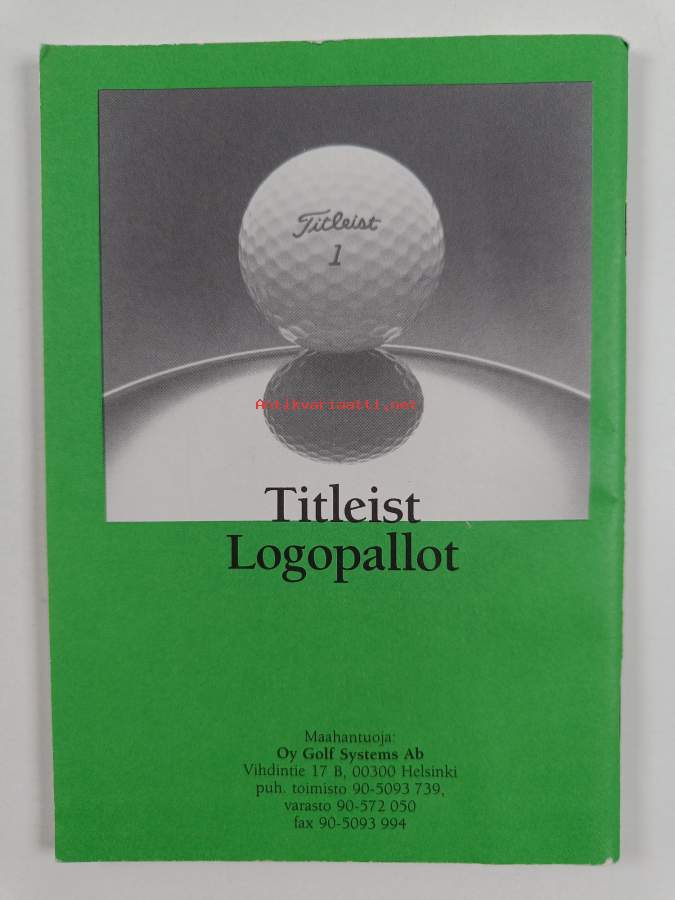 Titleist
1
Antikvariaatti.net
Titleist
Logopallot
Maahantuoja:
Oy Golf Systems Ab
Vihdintie 17 B, 00300 Helsinki
puh. toimisto 90-5093 739,
varasto 90-572 050
fax 90-5093 994